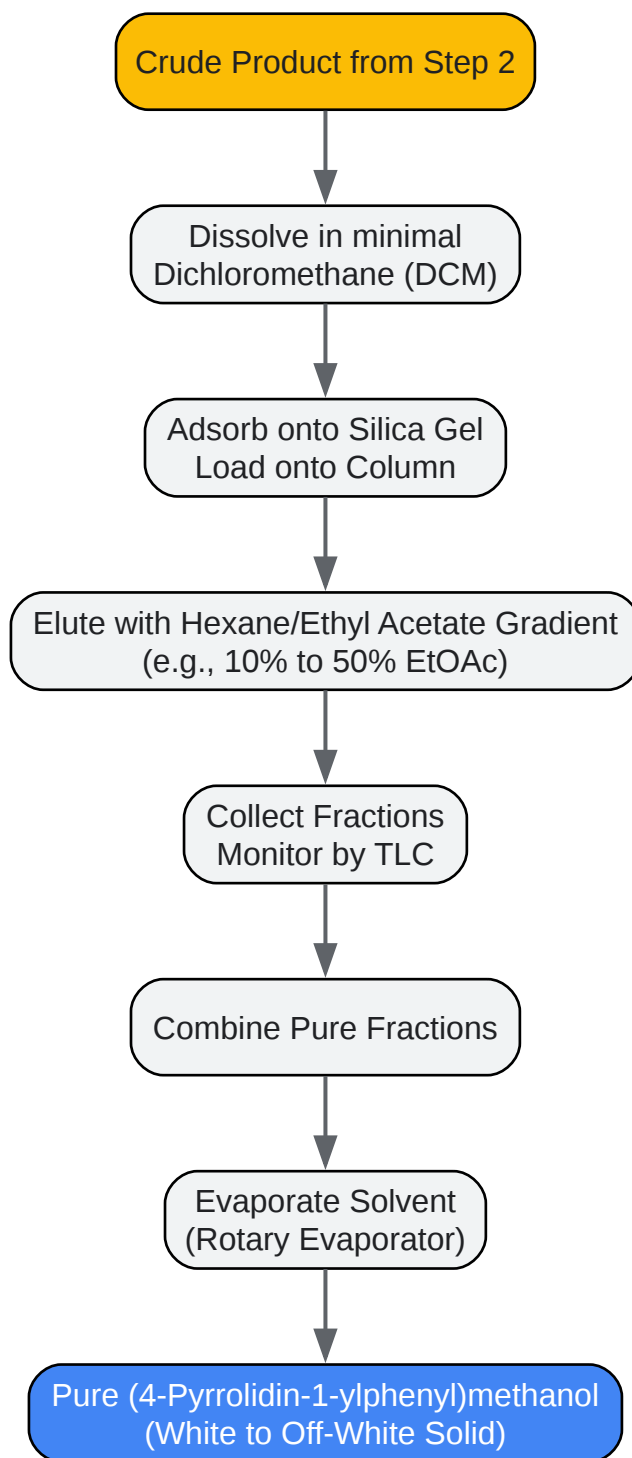 Crude Product from Step 2
Dissolve in minimal
Dichloromethane (DCM)
Adsorb onto Silica Gel
Load onto Column
Elute with Hexane/Ethyl Acetate Gradient
(e.g., 10% to 50% EtOAc)
Collect Fractions
Monitor by TLC
Combine Pure Fractions
Evaporate Solvent
(Rotary Evaporator)
Pure (4-Pyrrolidin-1-ylphenyl)methanol
(White to Off-White Solid)